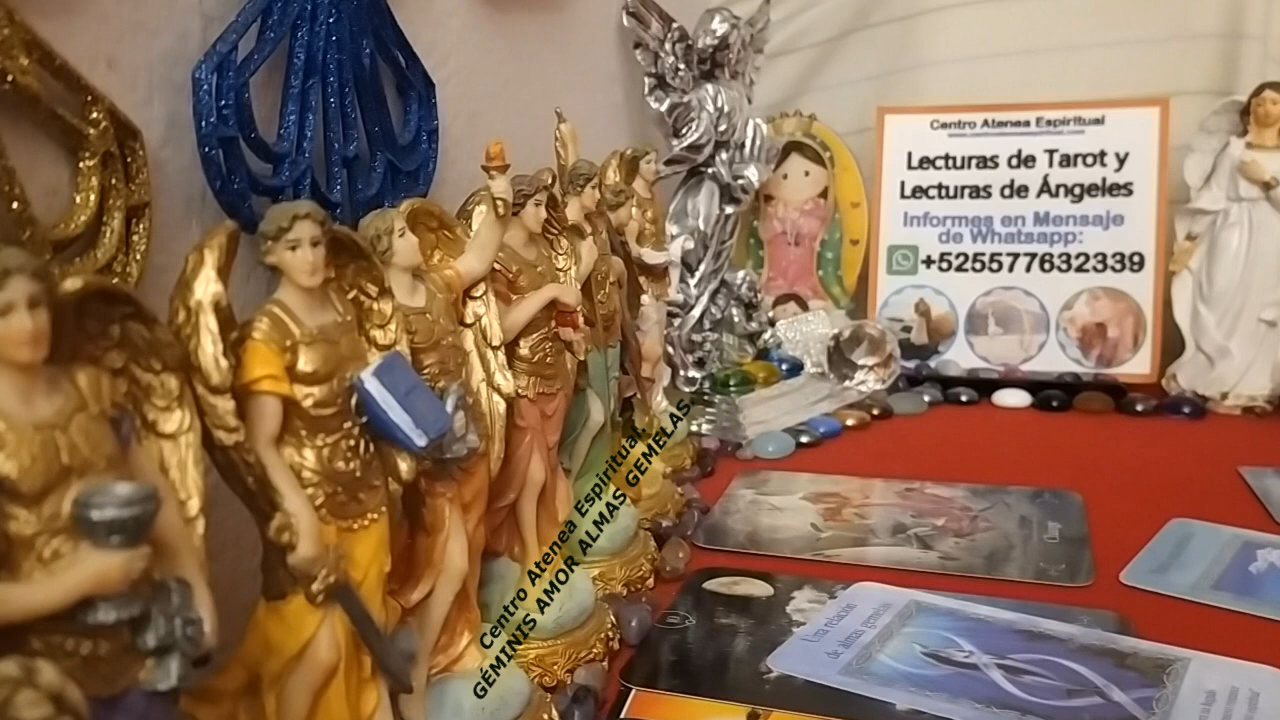 Centro Atenea Espiritual
Lecturas de Tarot y
Lecturas de Ángeles
Informes en Mensaje
de Whatsapp:
+525577632339
Centro Atenea Espiritual.
GÉMINIS AMOR ALMAS GEMELAS.
Una relación
de almas gemelas